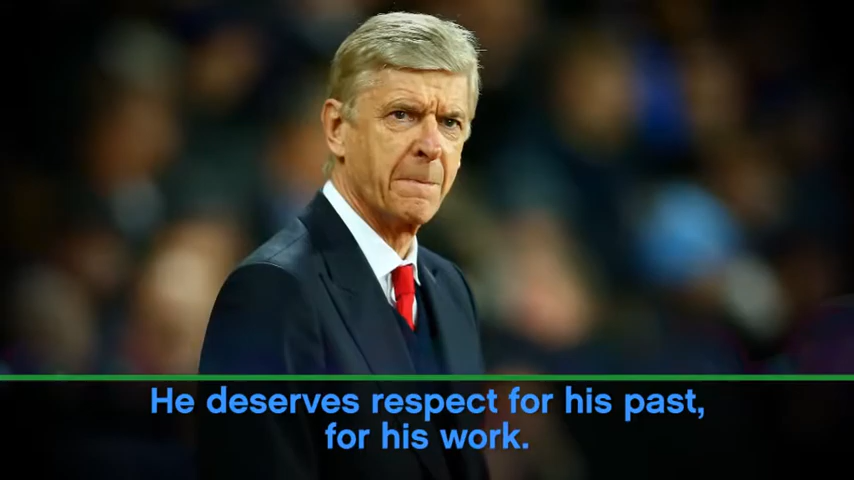 He deserves respect for his past,
for his work.